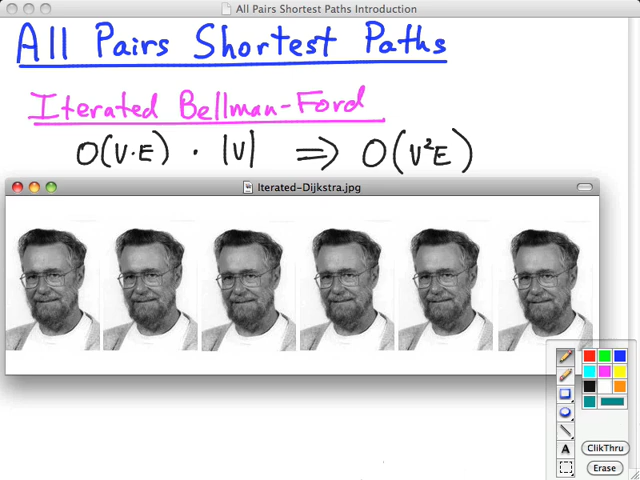 All Pairs Shortest Paths Introduction
All Pairs Shortest Paths
Iterated Bellman-Ford
O(V·E) · |V| ⇒ O(V²E)
Iterated-Dijkstra.jpg
A
ClikThru
Erase